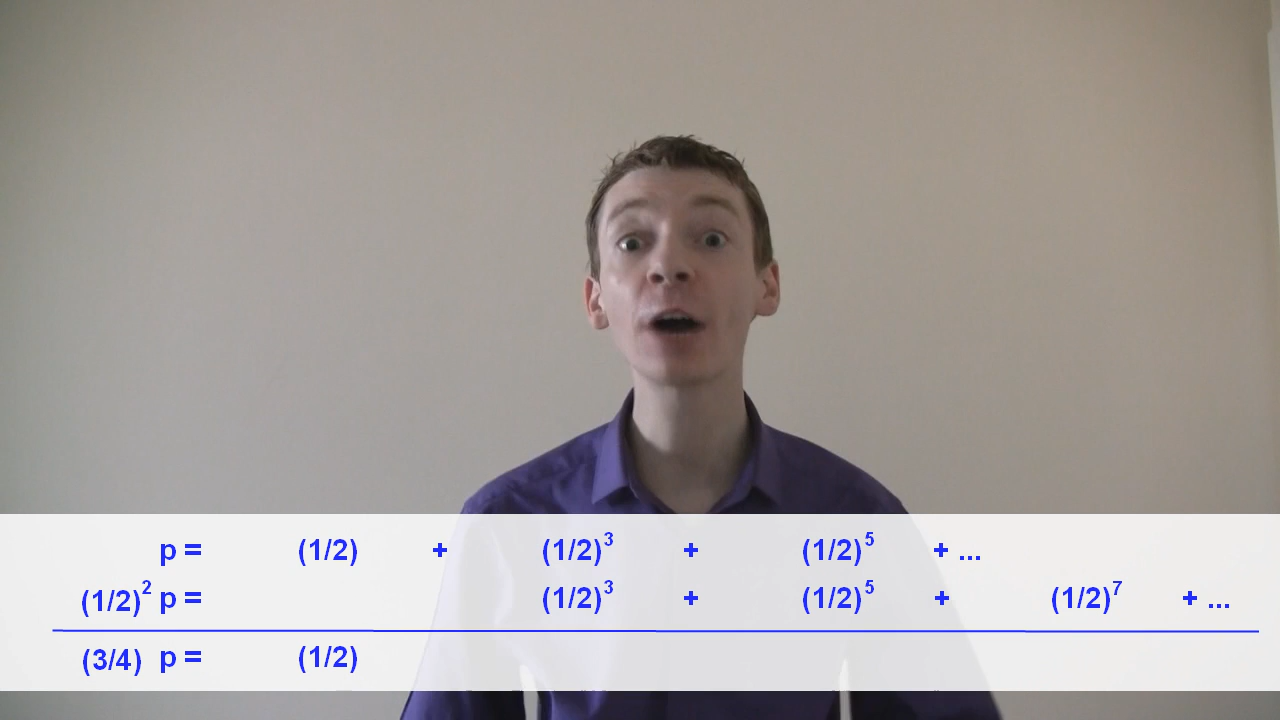 p = (1/2) + (1/2)³ + (1/2)⁵ + ...
(1/2)² p = (1/2)³ + (1/2)⁵ + (1/2)⁷ + ...
(3/4) p = (1/2)